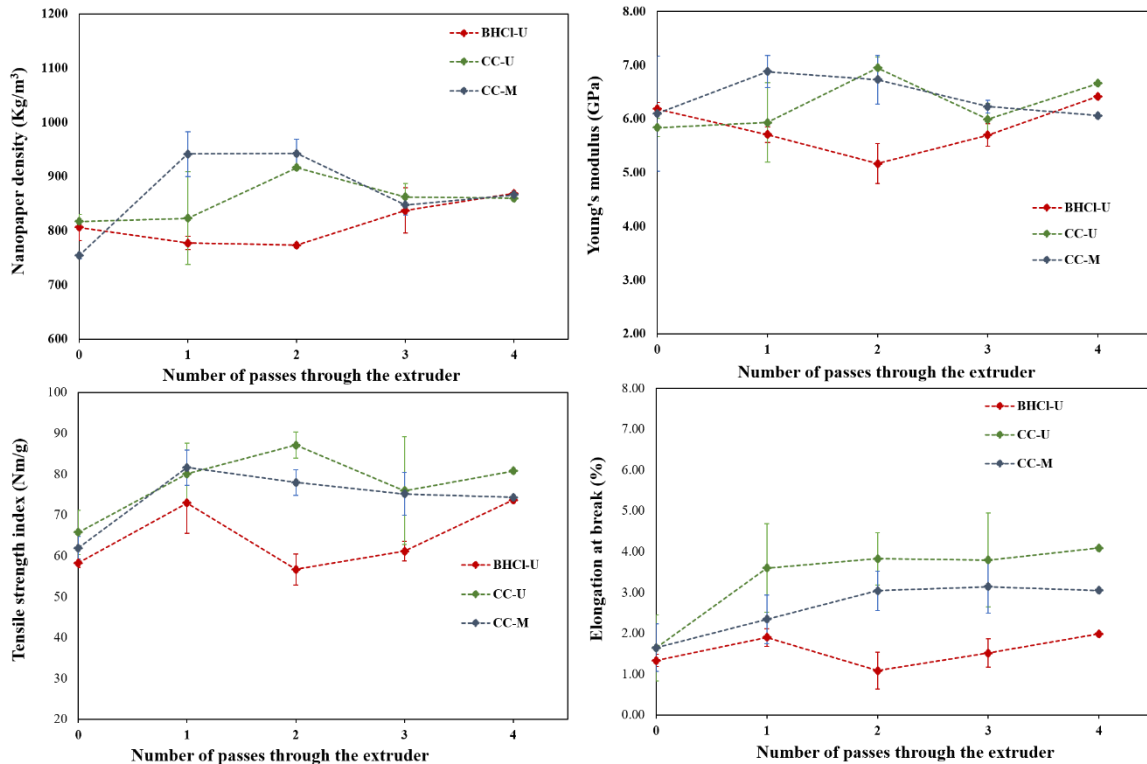 Nanopaper density (Kg/m³)
1200
1100
1000
900
800
700
600
BHCl-U
CC-U
CC-M
0 1 2 3 4
Number of passes through the extruder
Young's modulus (GPa)
8.00
7.00
6.00
5.00
4.00
3.00
2.00
BHCl-U
CC-U
CC-M
0 1 2 3 4
Number of passes through the extruder
Tensile strength index (Nm/g)
100
90
80
70
60
50
40
30
20
BHCl-U
CC-U
CC-M
0 1 2 3 4
Number of passes through the extruder
Elongation at break (%)
8.00
7.00
6.00
5.00
4.00
3.00
2.00
1.00
0.00
BHCl-U
CC-U
CC-M
0 1 2 3 4
Number of passes through the extruder